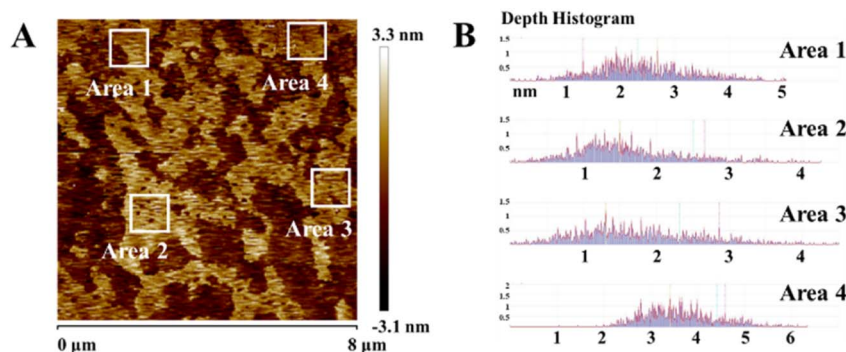 A
3.3 nm
Area 1
Area 4
Area 3
Area 2
-3.1 nm
0 µm
8 µm
B
Depth Histogram
Area 1
1.5
1
0.5
nm 1 2 3 4 5
Area 2
1.5
1
0.5
1 2 3 4
Area 3
1.5
1
0.5
1 2 3 4
Area 4
2
1.5
1
0.5
1 2 3 4 5 6